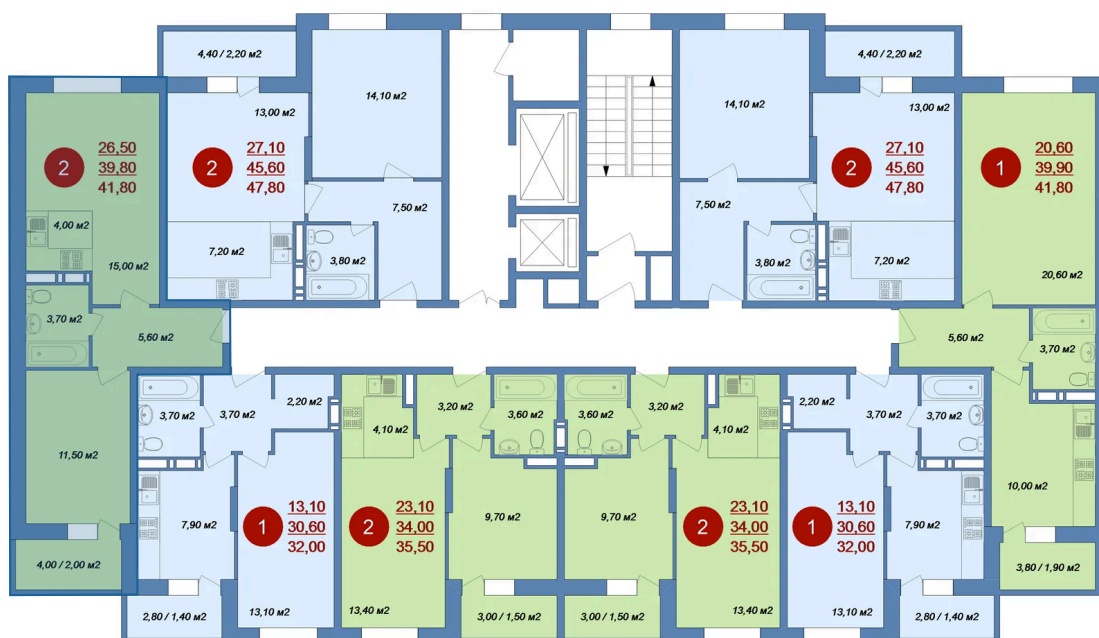 4,40 / 2,20 м2
14,10 м2
13,00 м2
2
27,10
45,60
47,80
7,50 м2
7,20 м2
3,80 м2
2
26,50
39,80
41,80
4,00 м2
15,00 м2
3,70 м2
5,60 м2
11,50 м2
4,00 / 2,00 м2
14,10 м2
4,40 / 2,20 м2
13,00 м2
2
27,10
45,60
47,80
7,50 м2
3,80 м2
7,20 м2
1
20,60
39,90
41,80
20,60 м2
5,60 м2
3,70 м2
10,00 м2
3,80 / 1,90 м2
3,70 м2
3,70 м2
2,20 м2
7,90 м2
1
13,10
30,60
32,00
13,10 м2
2,80 / 1,40 м2
4,10 м2
3,20 м2
3,60 м2
2
23,10
34,00
35,50
9,70 м2
13,40 м2
3,00 / 1,50 м2
3,60 м2
3,20 м2
4,10 м2
9,70 м2
2
23,10
34,00
35,50
3,00 / 1,50 м2
13,40 м2
2,20 м2
3,70 м2
3,70 м2
1
13,10
30,60
32,00
7,90 м2
13,10 м2
2,80 / 1,40 м2